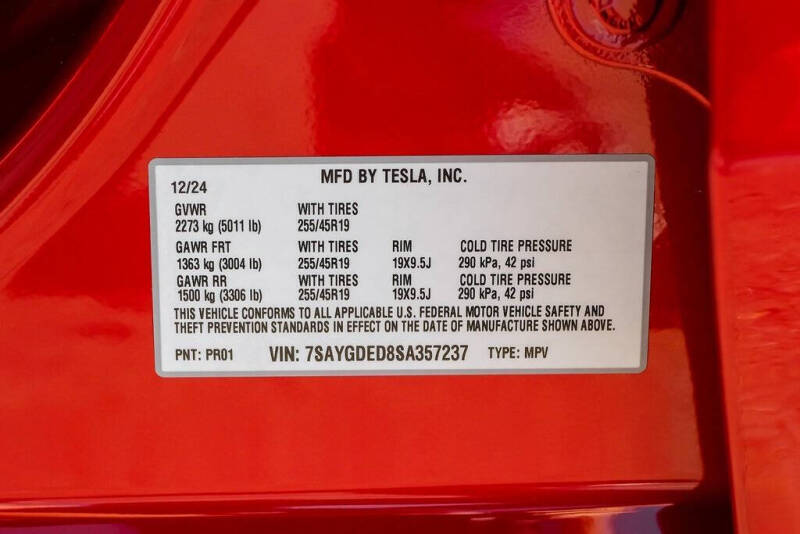 MFD BY TESLA, INC.
12/24
GVWR WITH TIRES
2273 kg (5011 lb) 255/45R19
GAWR FRT WITH TIRES RIM COLD TIRE PRESSURE
1363 kg (3004 lb) 255/45R19 19X9.5J 290 kPa, 42 psi
GAWR RR WITH TIRES RIM COLD TIRE PRESSURE
1500 kg (3306 lb) 255/45R19 19X9.5J 290 kPa, 42 psi
THIS VEHICLE CONFORMS TO ALL APPLICABLE U.S. FEDERAL MOTOR VEHICLE SAFETY AND
THEFT PREVENTION STANDARDS IN EFFECT ON THE DATE OF MANUFACTURE SHOWN ABOVE.
PNT: PR01 VIN: 7SAYGDED8SA357237 TYPE: MPV